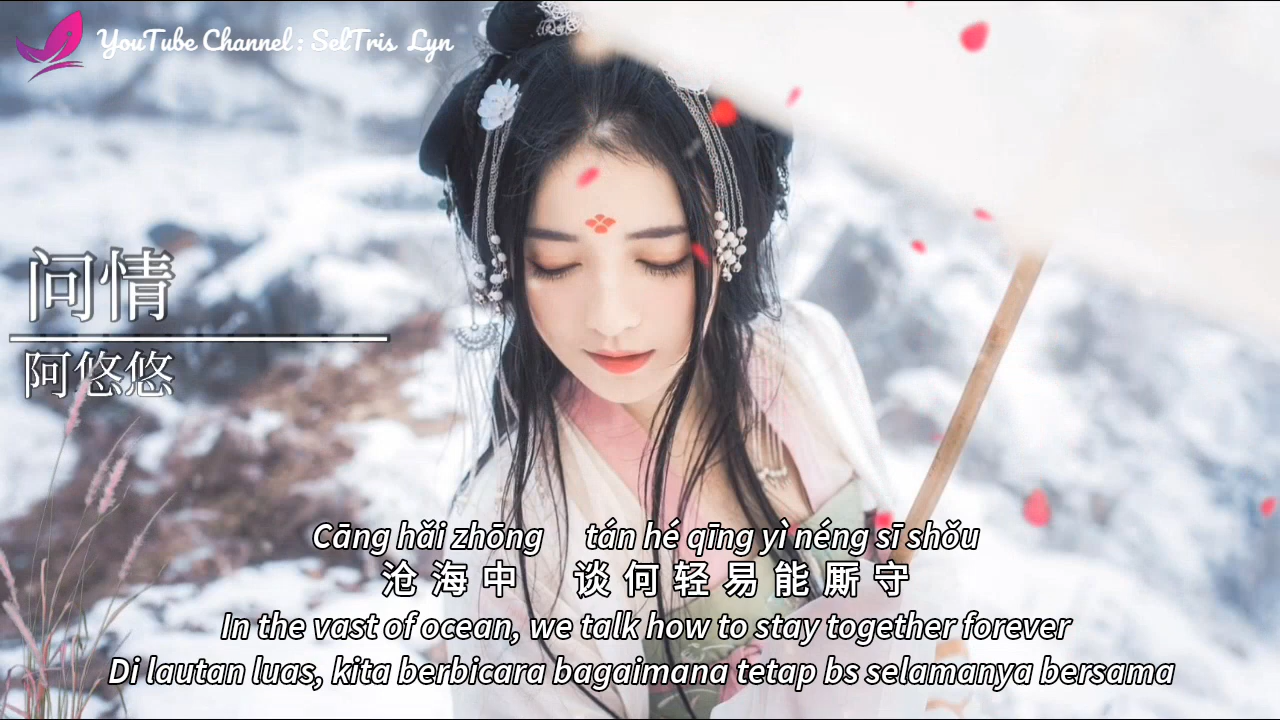 YouTube Channel : SelTris Lyn
问情
阿悠悠
Cāng hǎi zhōng tán hé qīng yì néng sī shǒu
沧海中 谈何轻易能厮守
In the vast of ocean, we talk how to stay together forever
Di lautan luas, kita berbicara bagaimana tetap bs selamanya bersama